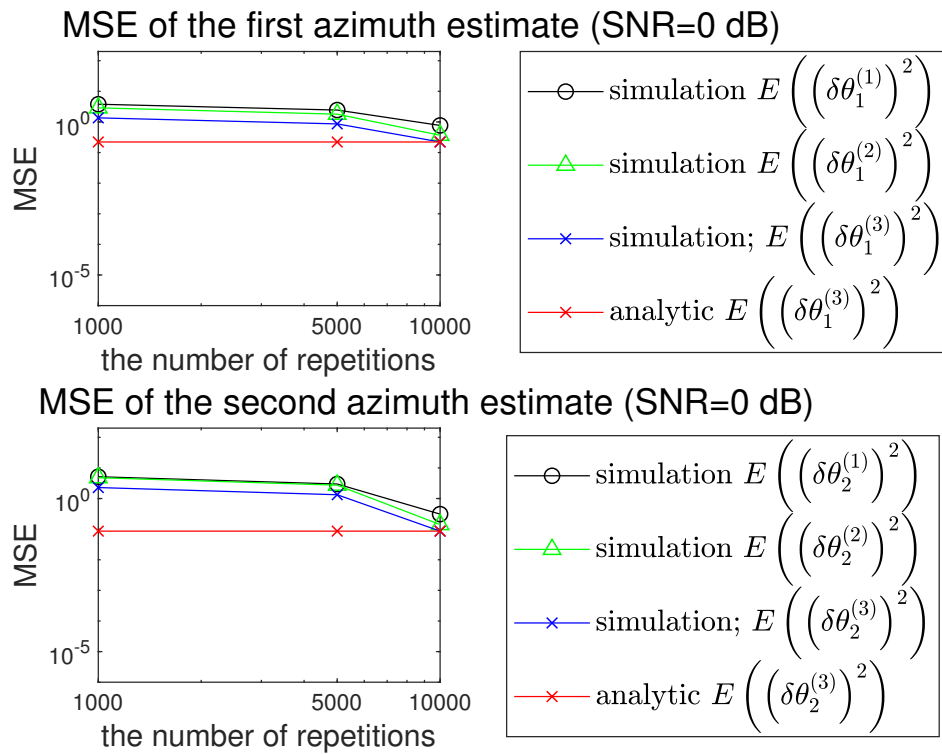 MSE of the first azimuth estimate (SNR=0 dB)
MSE
10^0
10^-5
1000 5000 10000
the number of repetitions
simulation E((δθ_1^(1))^2)
simulation E((δθ_1^(2))^2)
simulation; E((δθ_1^(3))^2)
analytic E((δθ_1^(3))^2)
MSE of the second azimuth estimate (SNR=0 dB)
MSE
10^0
10^-5
1000 5000 10000
the number of repetitions
simulation E((δθ_2^(1))^2)
simulation E((δθ_2^(2))^2)
simulation; E((δθ_2^(3))^2)
analytic E((δθ_2^(3))^2)